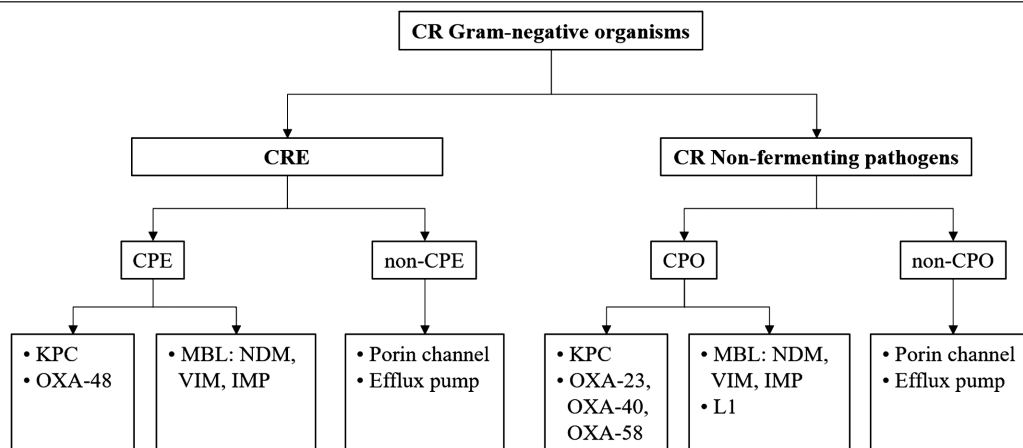 CR Gram-negative organisms
CRE
CR Non-fermenting pathogens
CPE
non-CPE
CPO
non-CPO
• KPC
• OXA-48
• MBL: NDM,
VIM, IMP
• Porin channel
• Efflux pump
• KPC
• OXA-23,
OXA-40,
OXA-58
• MBL: NDM,
VIM, IMP
• L1
• Porin channel
• Efflux pump